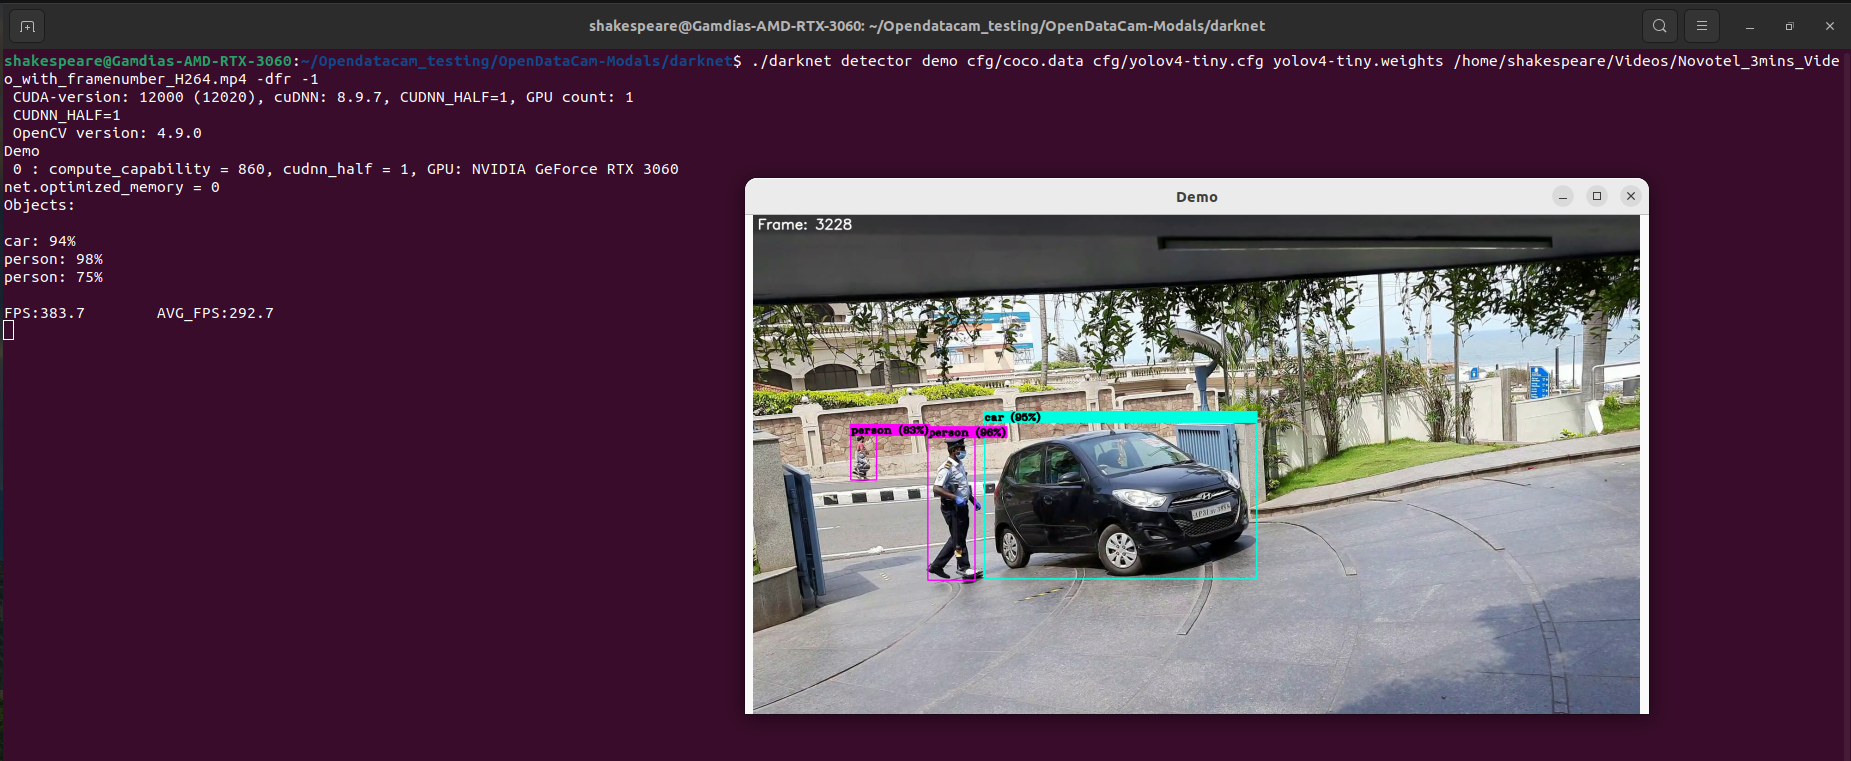 shakespeare@Gamdias-AMD-RTX-3060: ~/Opendatacam_testing/OpenDataCam-Modals/darknet
shakespeare@Gamdias-AMD-RTX-3060:~/Opendatacam_testing/OpenDataCam-Modals/darknet$ ./darknet detector demo cfg/coco.data cfg/yolov4-tiny.cfg yolov4-tiny.weights /home/shakespeare/Videos/Novotel_3mins_Vide
o_with_framenumber_H264.mp4 -dfr -1
CUDA-version: 12000 (12020), cuDNN: 8.9.7, CUDNN_HALF=1, GPU count: 1
CUDNN_HALF=1
OpenCV version: 4.9.0
Demo
0 : compute_capability = 860, cudnn_half = 1, GPU: NVIDIA GeForce RTX 3060
net.optimized_memory = 0
Objects:
car: 94%
person: 98%
person: 75%
FPS:383.7 AVG_FPS:292.7
Demo
Frame: 3228
car (95%)
person (83%)
person (98%)